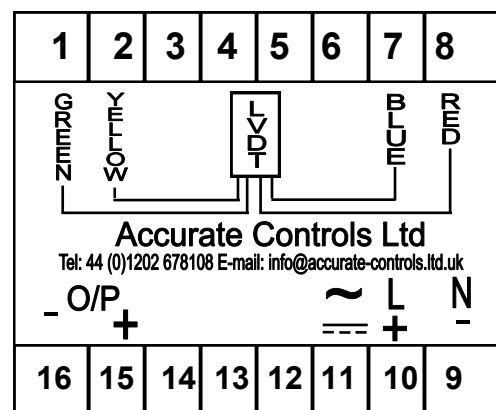 1 2 3 4 5 6 7 8
GREEN YELLOW LVDT BLUE RED
Accurate Controls Ltd
Tel: 44 (0)1202 678108 E-mail: info@accurate-controls.ltd.uk
- O/P + ~ L N
+ -
16 15 14 13 12 11 10 9